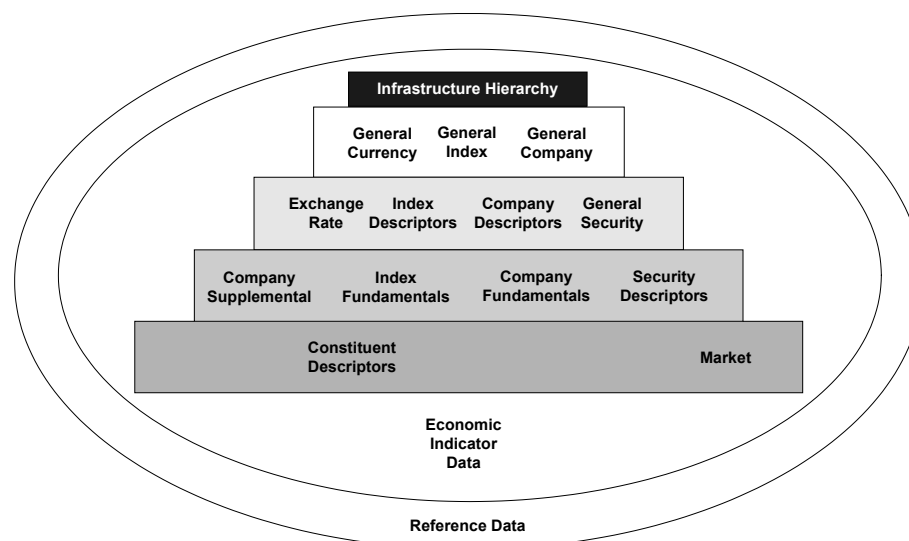 Infrastructure Hierarchy
General Currency
General Index
General Company
Exchange Rate
Index Descriptors
Company Descriptors
General Security
Company Supplemental
Index Fundamentals
Company Fundamentals
Security Descriptors
Constituent Descriptors
Market
Economic
Indicator
Data
Reference Data